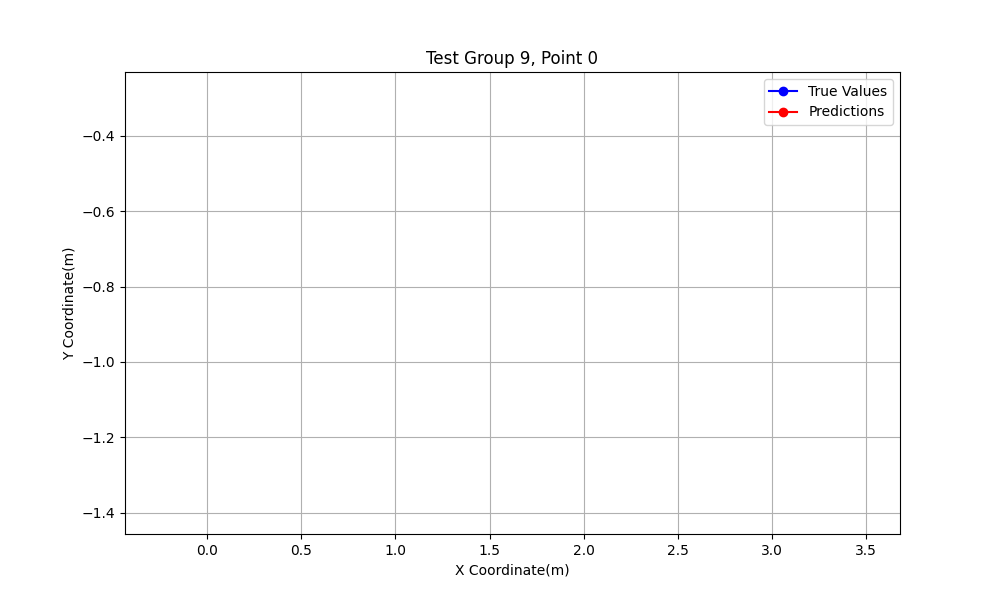 Test Group 9, Point 0
True Values
Predictions
−0.4
−0.6
−0.8
−1.0
−1.2
−1.4
Y Coordinate(m)
0.0 0.5 1.0 1.5 2.0 2.5 3.0 3.5
X Coordinate(m)